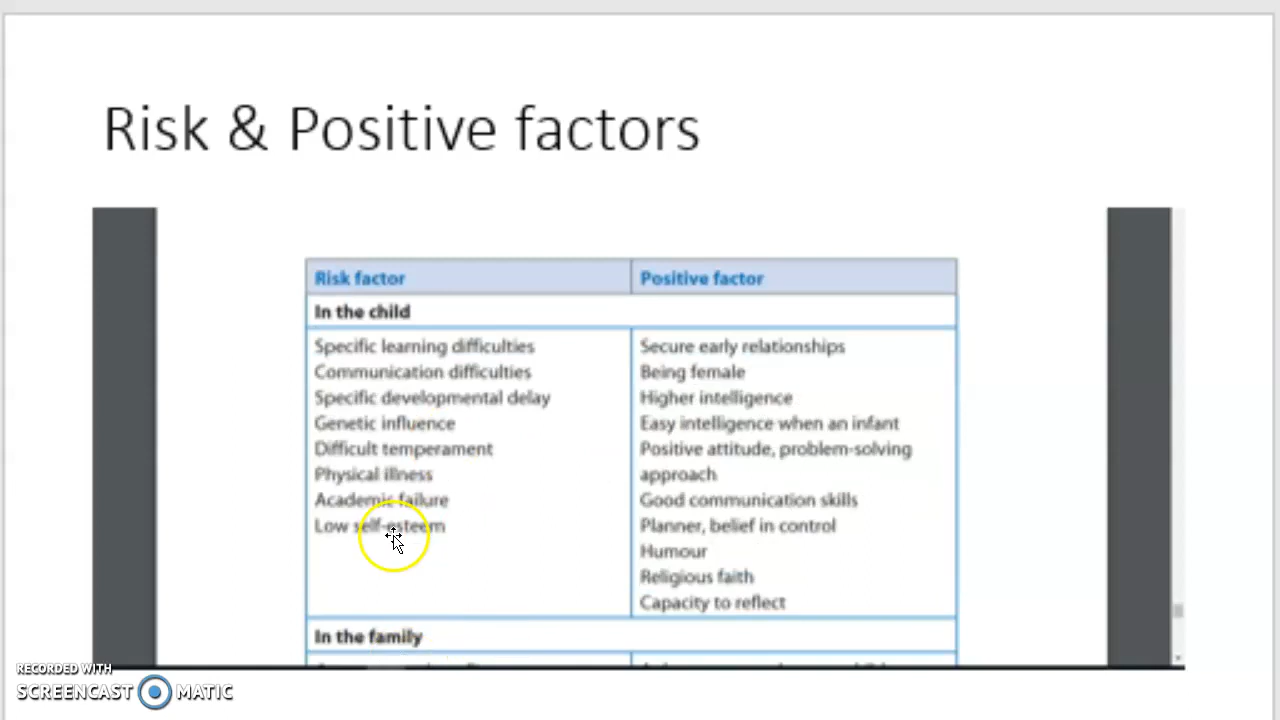 Risk & Positive factors
Risk factor
Positive factor
In the child
Specific learning difficulties
Communication difficulties
Specific developmental delay
Genetic influence
Difficult temperament
Physical illness
Academic failure
Low self-esteem
Secure early relationships
Being female
Higher intelligence
Easy intelligence when an infant
Positive attitude, problem-solving
approach
Good communication skills
Planner, belief in control
Humour
Religious faith
Capacity to reflect
In the family
RECORDED WITH
SCREENCAST MATIC